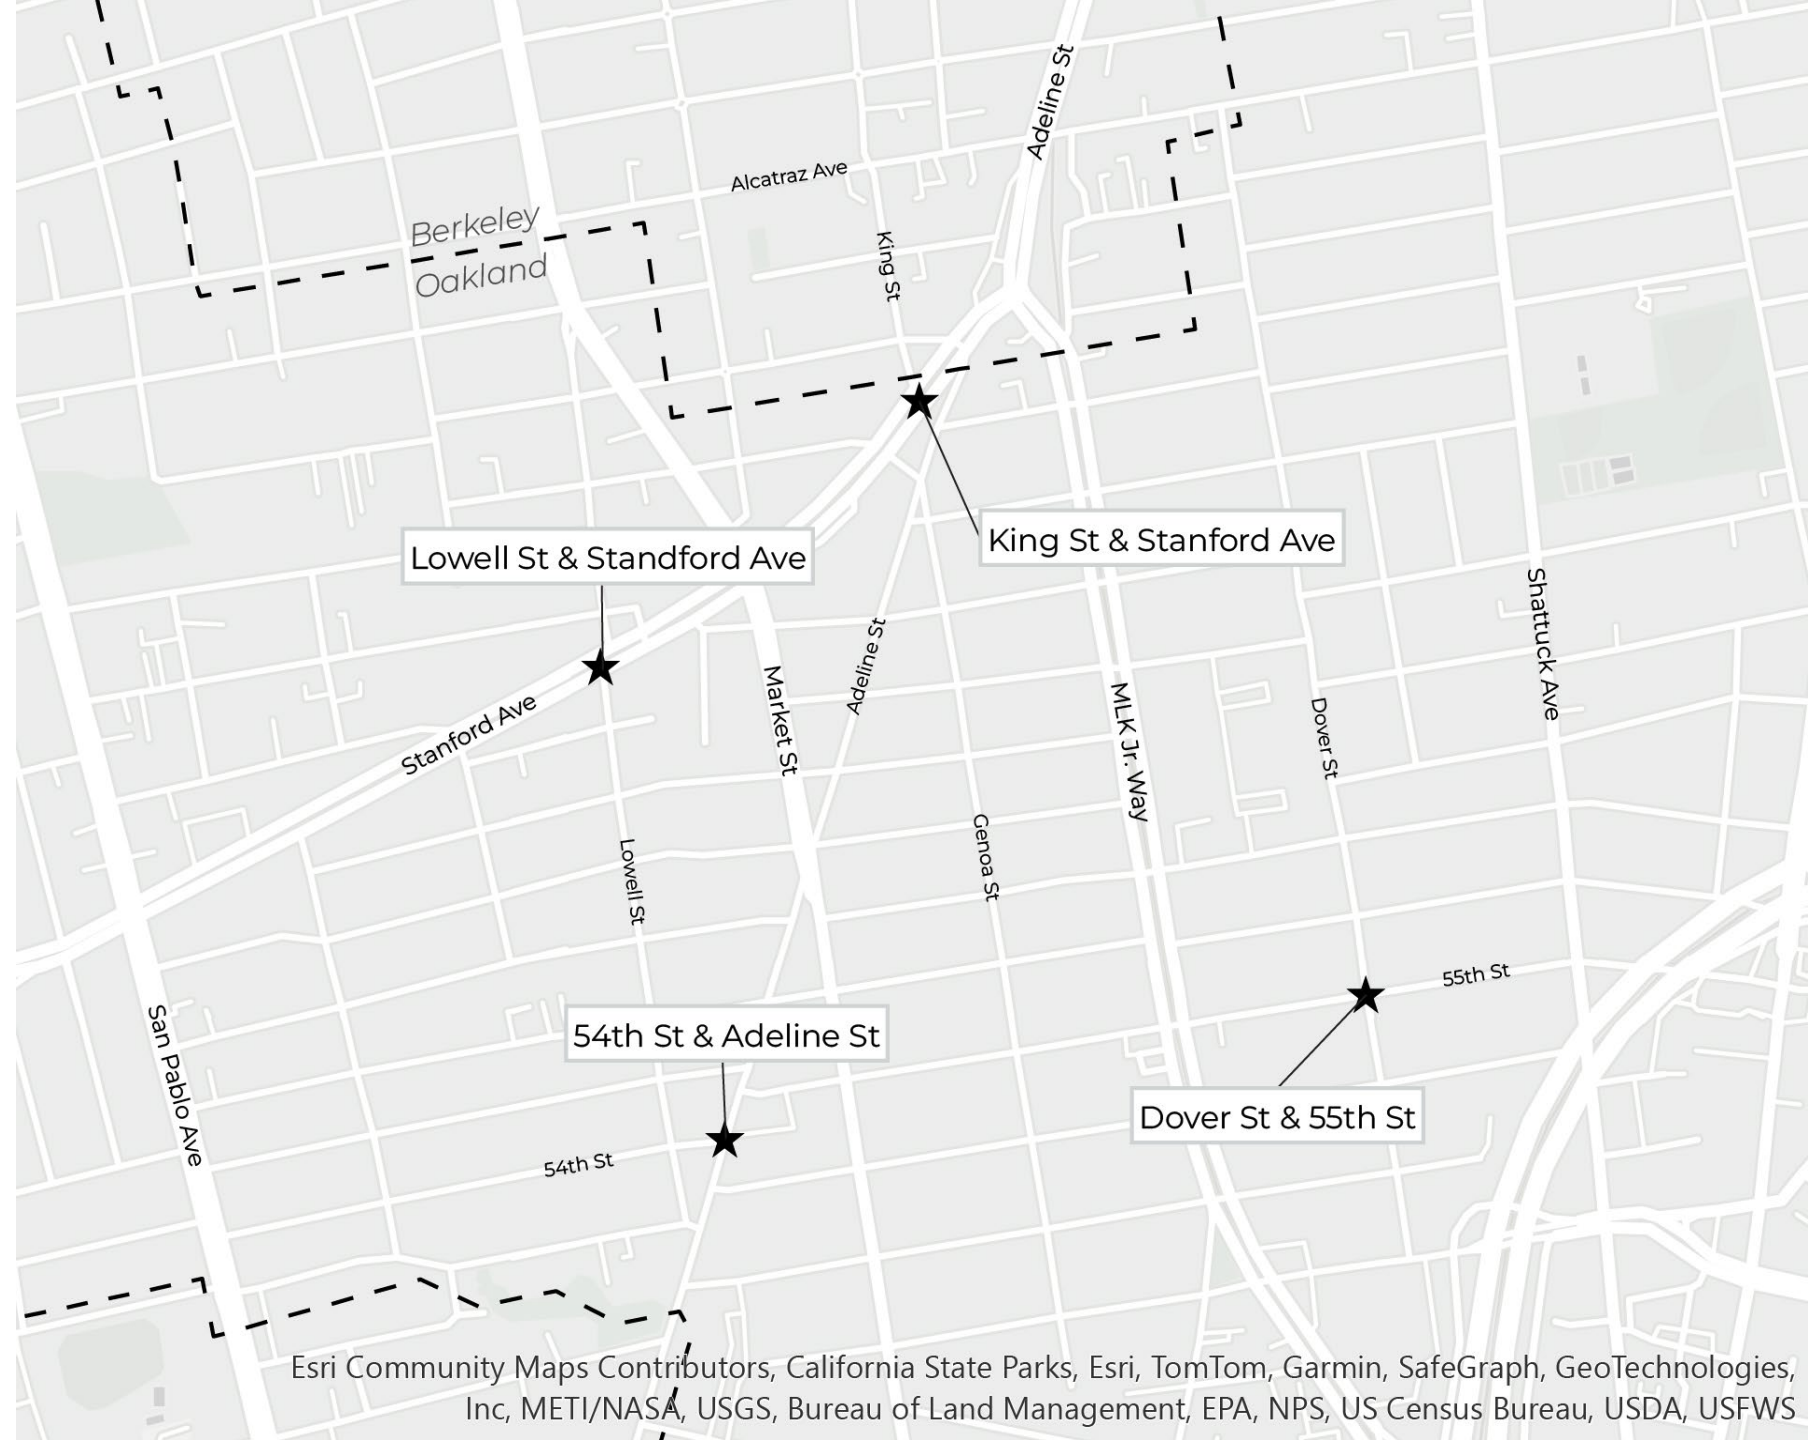 Adeline St
Alcatraz Ave
Berkeley
Oakland
King St
King St & Stanford Ave
Lowell St & Standford Ave
Shattuck Ave
Adeline St
Market St
MLK Jr. Way
Dover St
Stanford Ave
Genoa St
Lowell St
55th St
San Pablo Ave
54th St & Adeline St
Dover St & 55th St
54th St
Esri Community Maps Contributors, California State Parks, Esri, TomTom, Garmin, SafeGraph, GeoTechnologies,
Inc, METI/NASA, USGS, Bureau of Land Management, EPA, NPS, US Census Bureau, USDA, USFWS